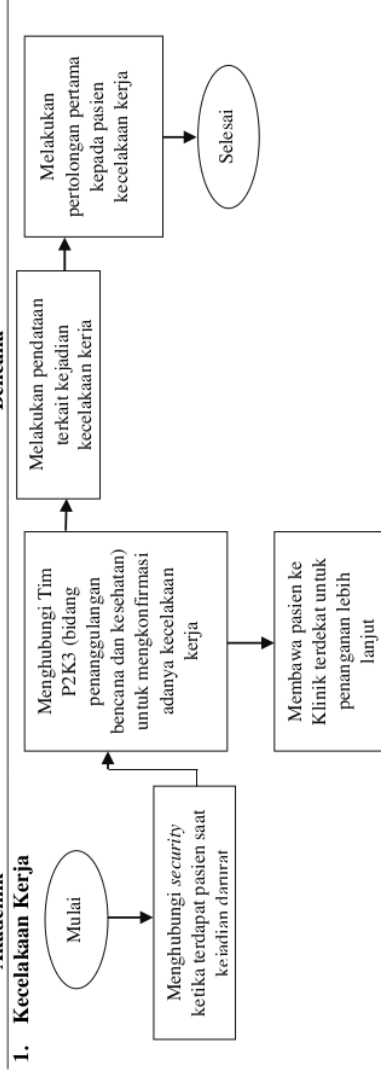 1. Kecelakaan Kerja
Mulai
Menghubungi security
ketika terdapat pasien saat
kejadian darurat
Menghubungi Tim
P2K3 (bidang
penanggulangan
bencana dan kesehatan)
untuk mengkonfirmasi
adanya kecelakaan
kerja
Membawa pasien ke
Klinik terdekat untuk
penanganan lebih
lanjut
Melakukan pendataan
terkait kejadian
kecelakaan kerja
Melakukan
pertolongan pertama
kepada pasien
kecelakaan kerja
Selesai